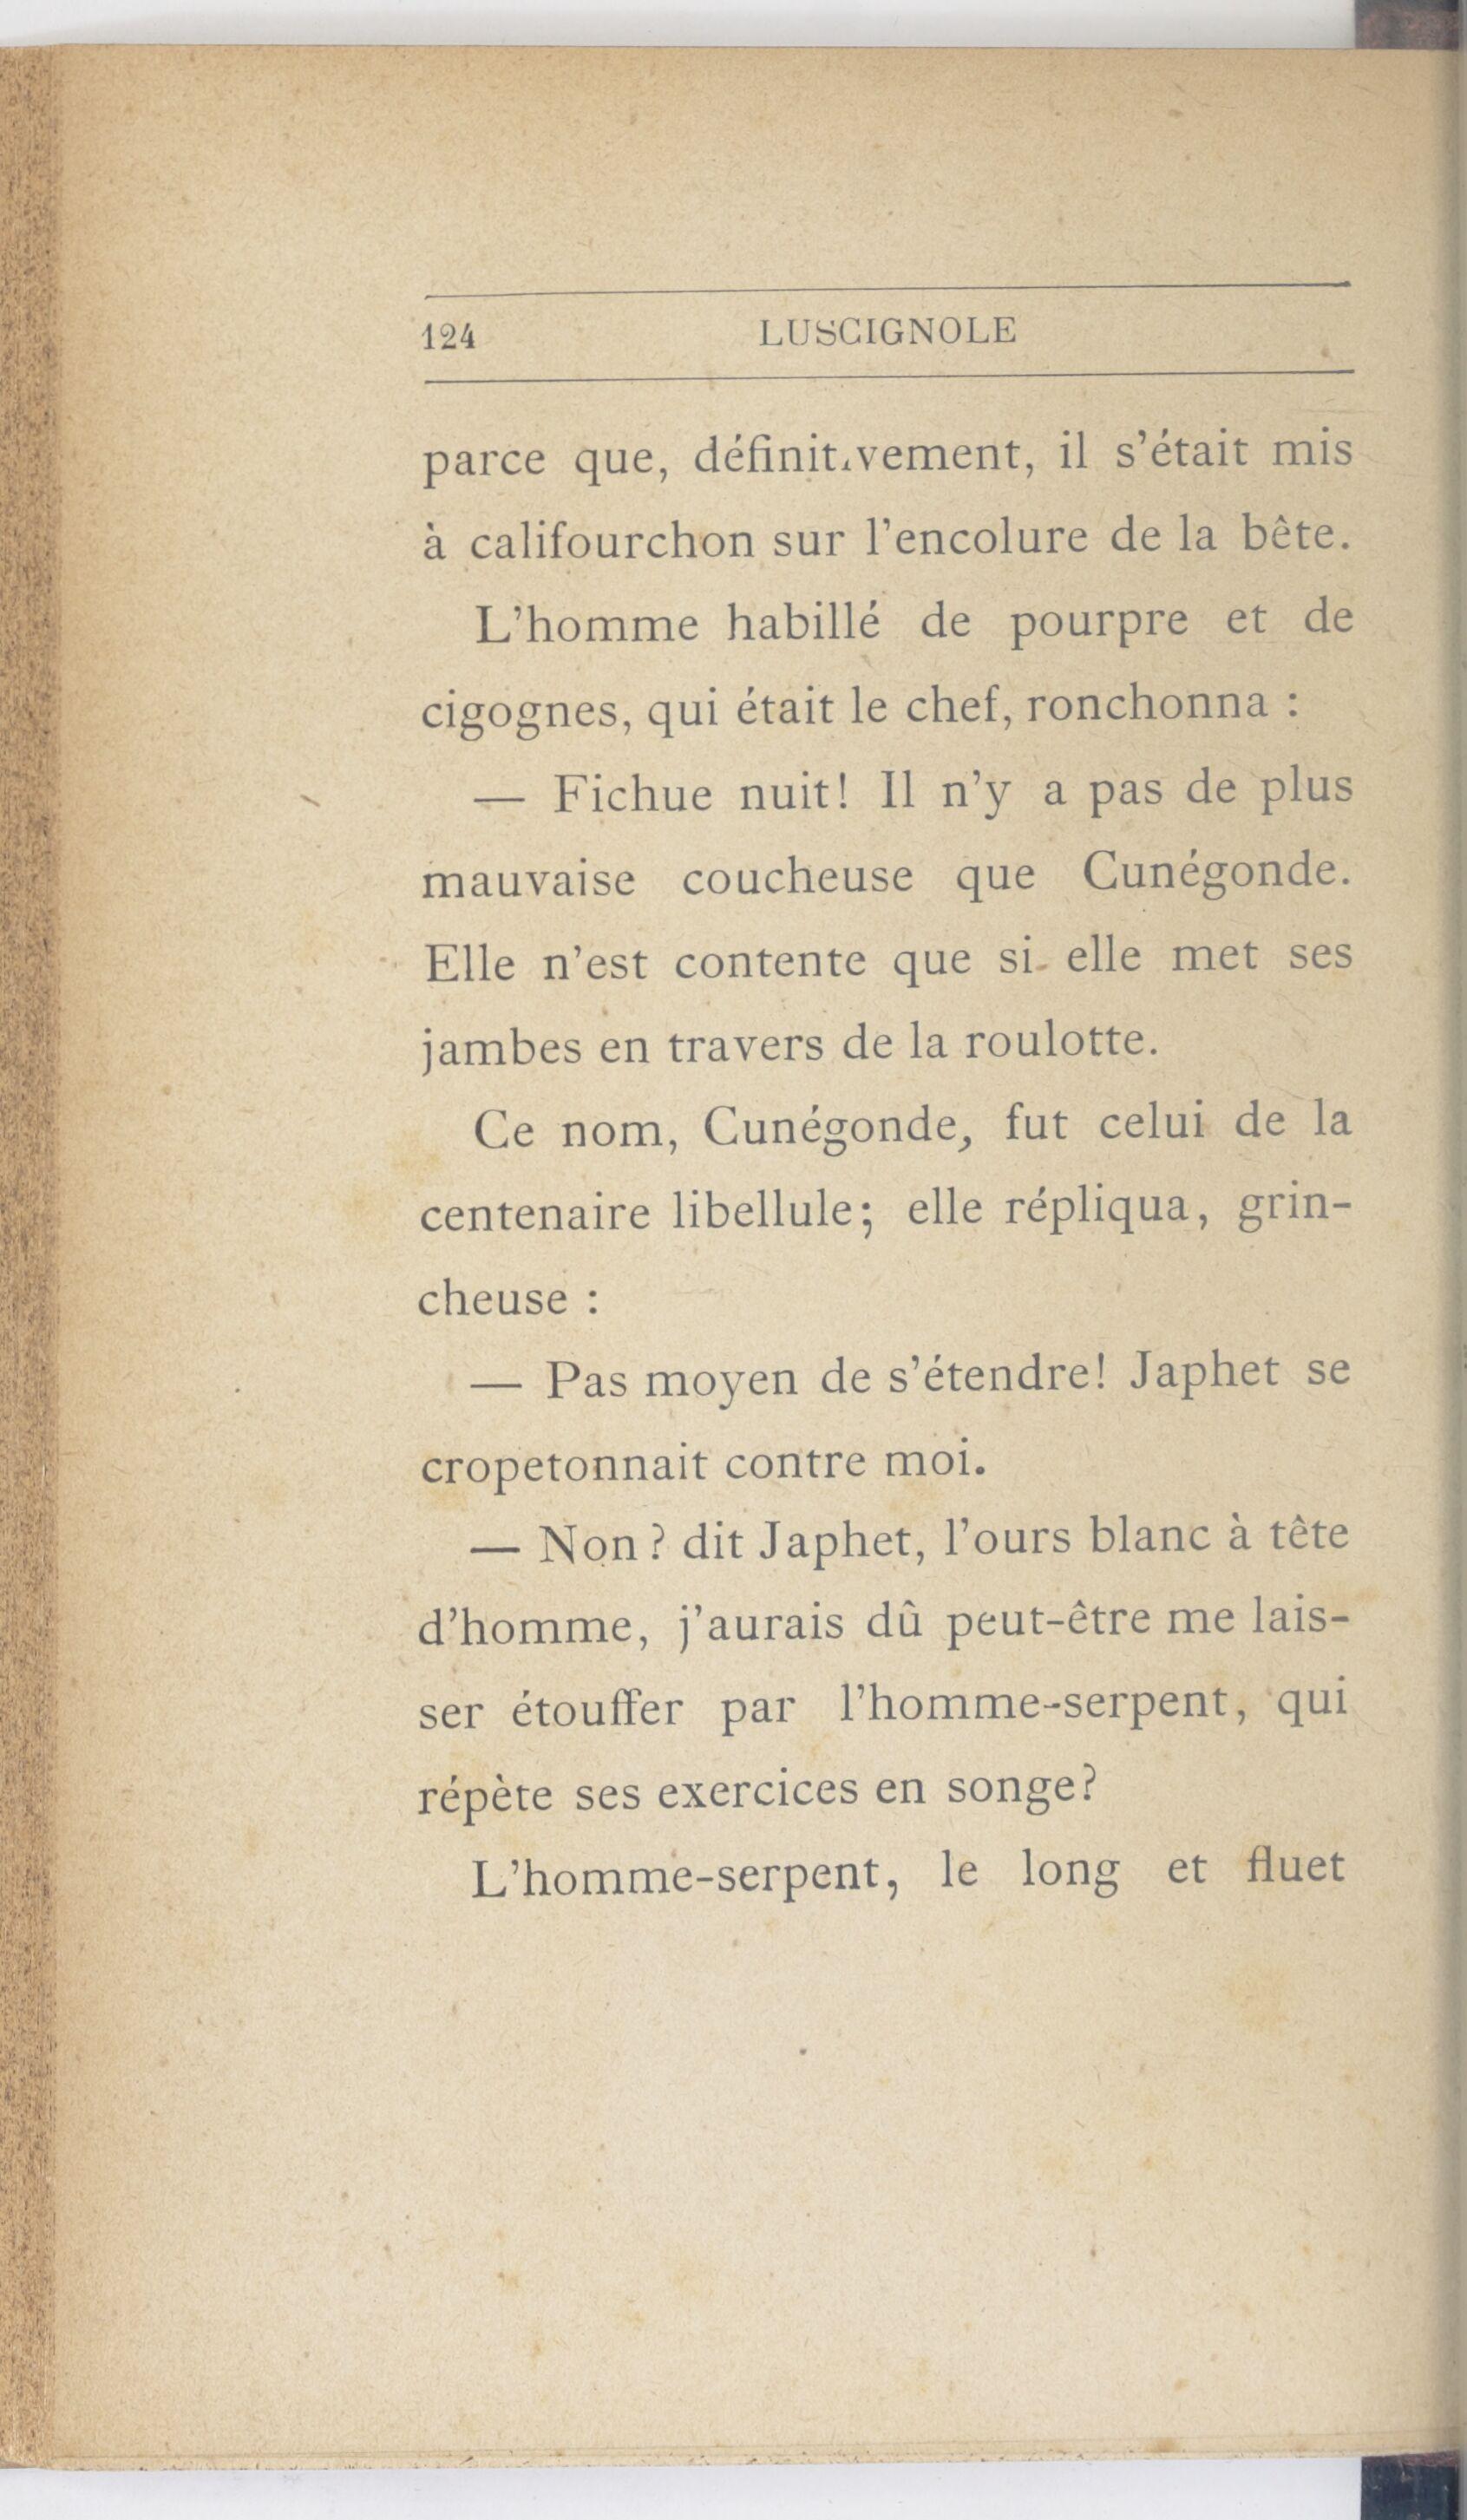 124 LUSCIGNOLE
parce que, définitivement, il s'était mis
à califourchon sur l'encolure de la bête.
L'homme habillé de pourpre et de
cigognes, qui était le chef, ronchonna :
— Fichue nuit! Il n'y a pas de plus
mauvaise coucheuse que Cunégonde.
Elle n'est contente que si elle met ses
jambes en travers de la roulotte.
Ce nom, Cunégonde, fut celui de la
centenaire libellule; elle répliqua, grin-
cheuse :
— Pas moyen de s'étendre! Japhet se
cropetonnait contre moi.
— Non? dit Japhet, l'ours blanc à tête
d'homme, j'aurais dû peut-être me lais-
ser étouffer par l'homme-serpent, qui
répète ses exercices en songe?
L'homme-serpent, le long et fluet